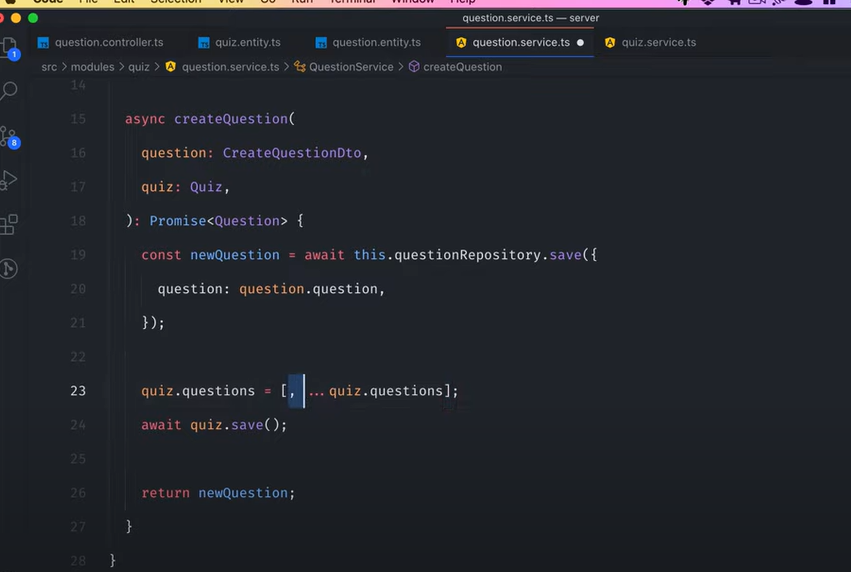 Code File Edit Selection View Go Run Terminal Window Help
question.service.ts — server
question.controller.ts quiz.entity.ts question.entity.ts question.service.ts quiz.service.ts
src > modules > quiz > question.service.ts > QuestionService > createQuestion
1
8
14
15 async createQuestion(
16 question: CreateQuestionDto,
17 quiz: Quiz,
18 ): Promise<Question> {
19 const newQuestion = await this.questionRepository.save({
20 question: question.question,
21 });
22
23 quiz.questions = [, ...quiz.questions];
24 await quiz.save();
25
26 return newQuestion;
27 }
28 }